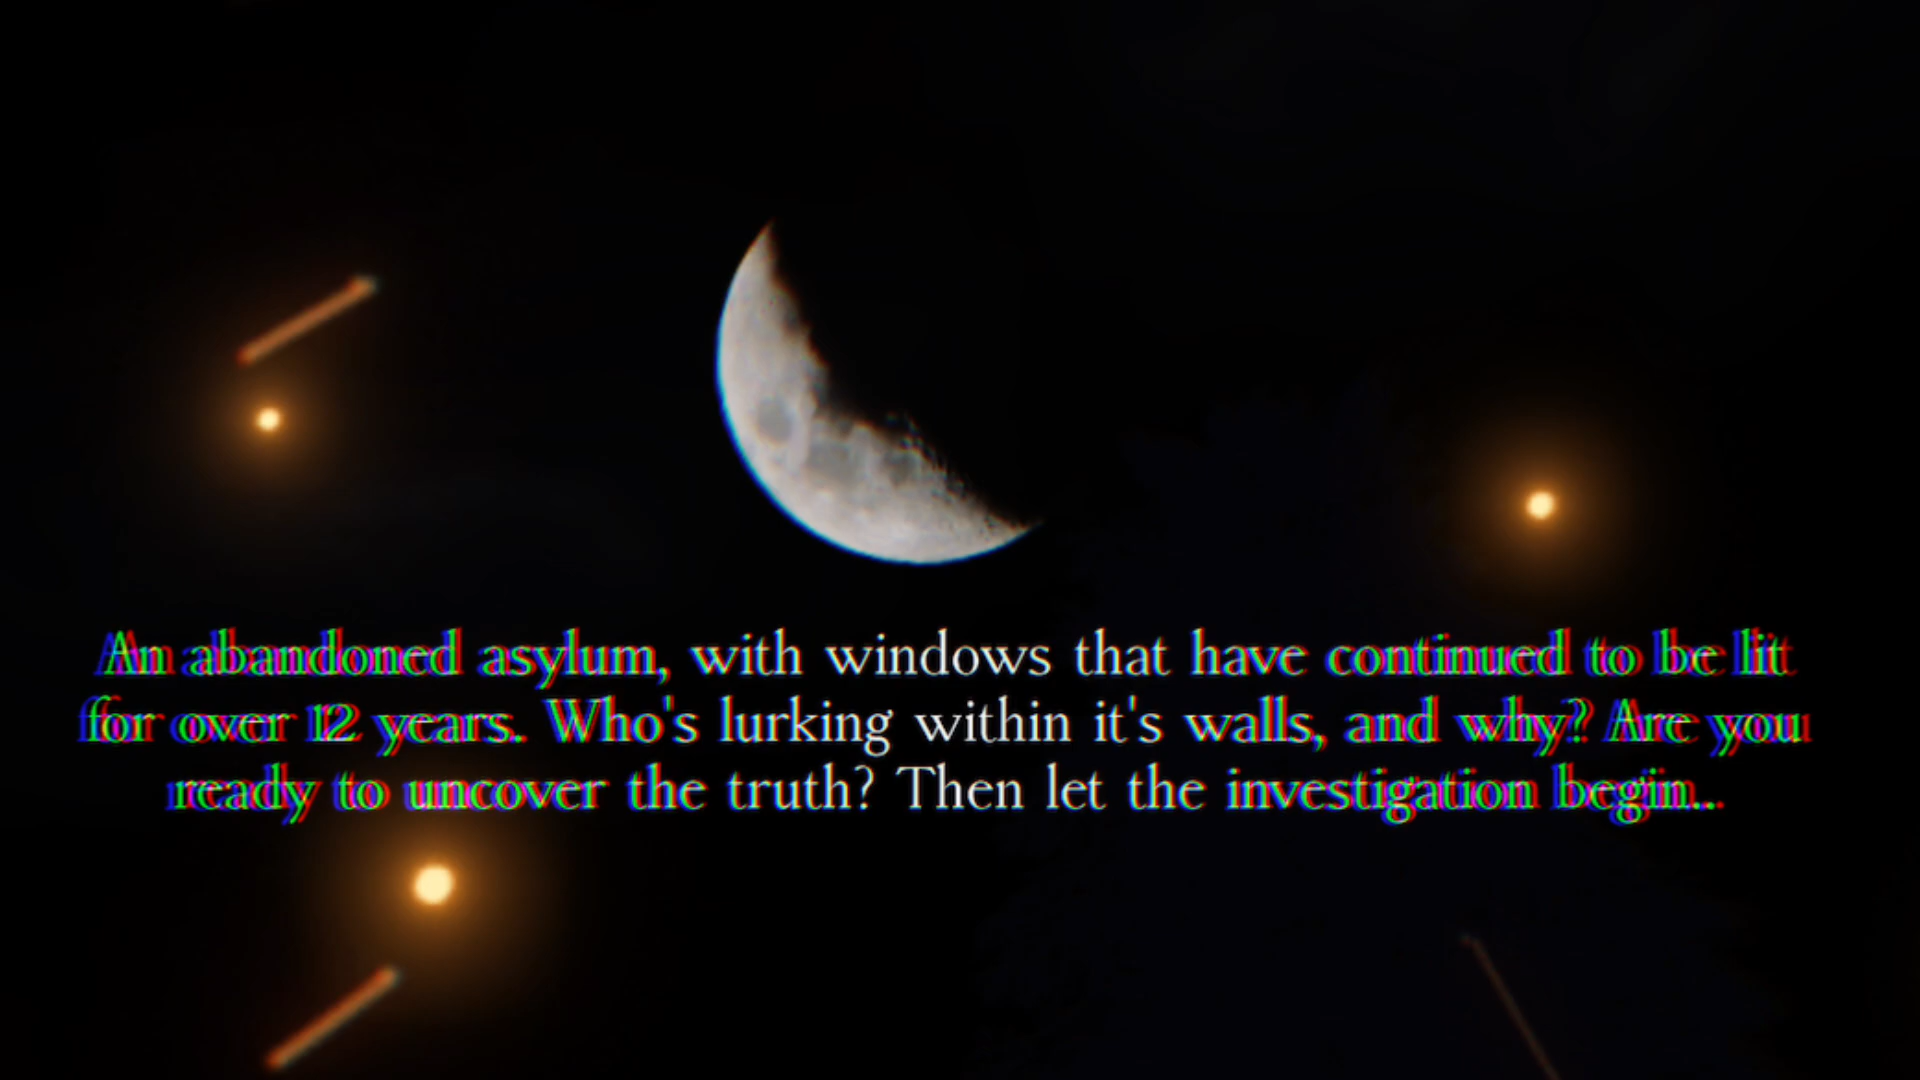 An abandoned asylum, with windows that have continued to be lit
for over 12 years. Who's lurking within it's walls, and why? Are you
ready to uncover the truth? Then let the investigation begin...